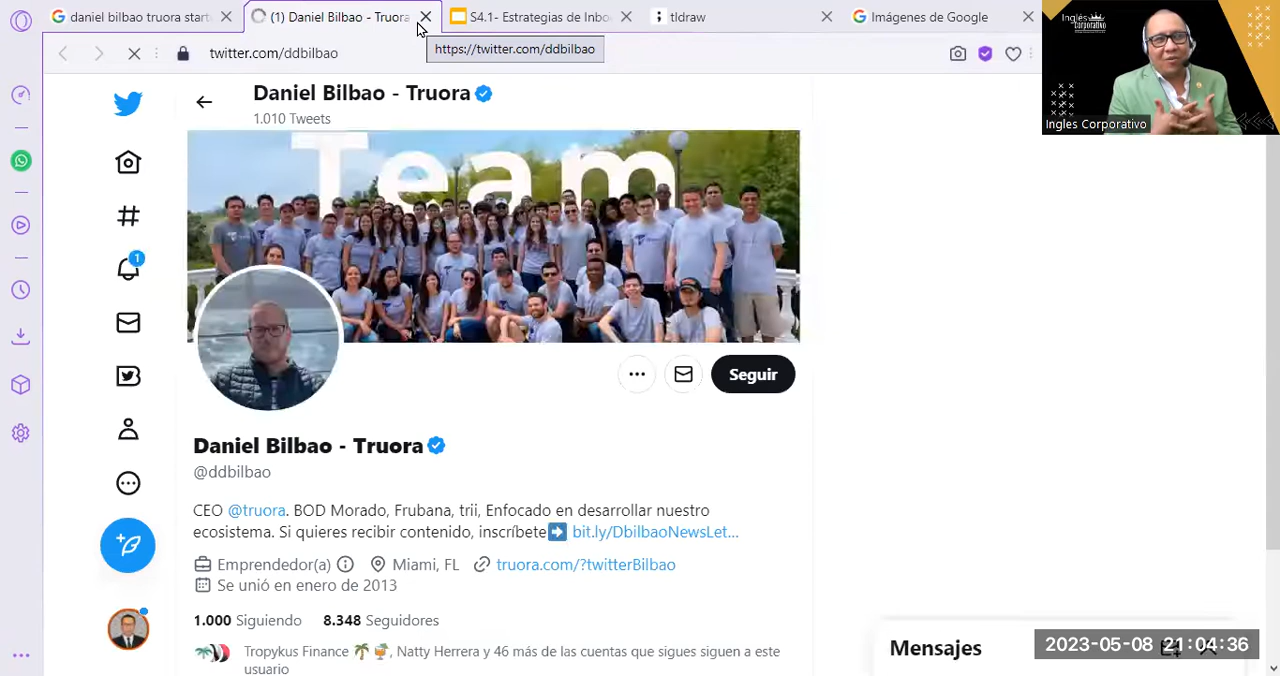 daniel bilbao truora start
(1) Daniel Bilbao - Truora
S4.1- Estrategias de Inbo
tldraw
Imágenes de Google
twitter.com/ddbilbao
https://twitter.com/ddbilbao
Inglés
Corporativo
Ingles Corporativo
Daniel Bilbao - Truora
1.010 Tweets
Team
1
Seguir
Daniel Bilbao - Truora
@ddbilbao
CEO @truora. BOD Morado, Frubana, trii, Enfocado en desarrollar nuestro
ecosistema. Si quieres recibir contenido, inscríbete➡️ bit.ly/DbilbaoNewsLet...
Emprendedor(a) Miami, FL truora.com/?twitterBilbao
Se unió en enero de 2013
1.000 Siguiendo 8.348 Seguidores
Tropykus Finance 🌴🍹, Natty Herrera y 46 más de las cuentas que sigues siguen a este
usuario
Mensajes
2023-05-08 21:04:36